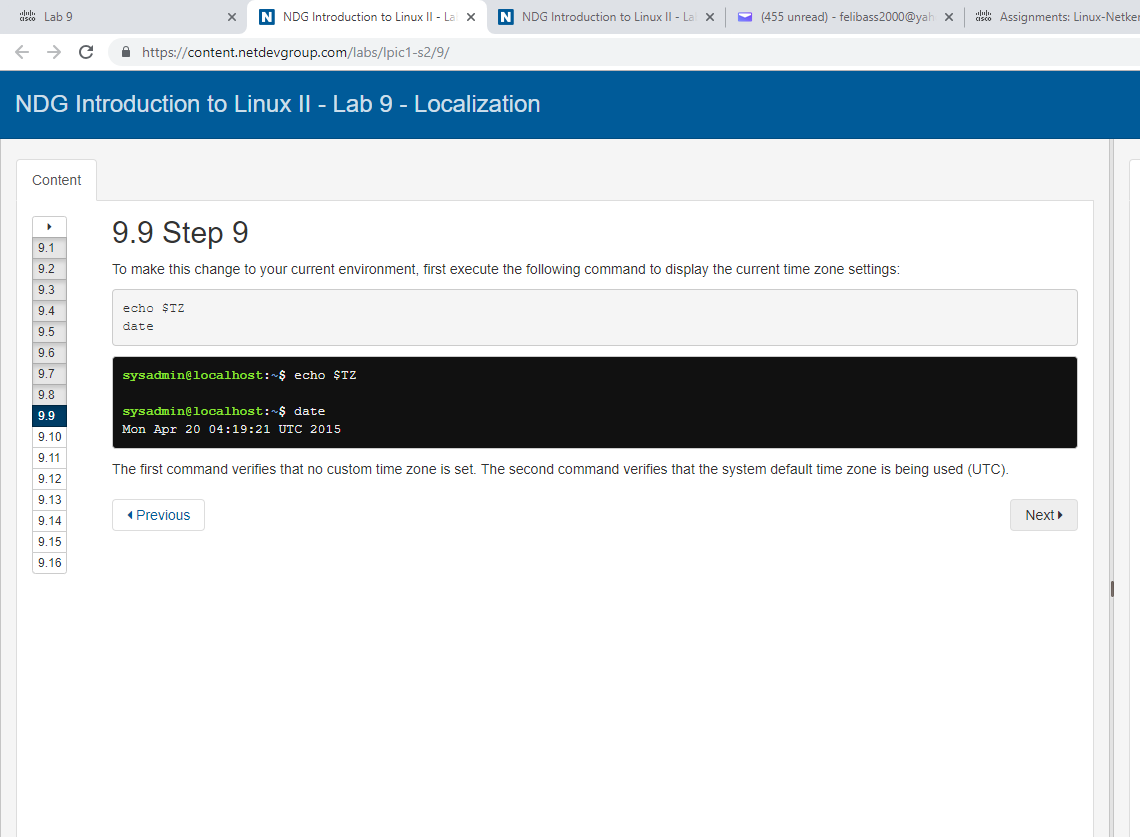 Lab 9
NDG Introduction to Linux II - La
NDG Introduction to Linux II - La
(455 unread) - felibass2000@yah
Assignments: Linux-Netker
https://content.netdevgroup.com/labs/lpic1-s2/9/
NDG Introduction to Linux II - Lab 9 - Localization
Content
9.1
9.2
9.3
9.4
9.5
9.6
9.7
9.8
9.9
9.10
9.11
9.12
9.13
9.14
9.15
9.16
9.9 Step 9
To make this change to your current environment, first execute the following command to display the current time zone settings:
echo $TZ
date
sysadmin@localhost:~$ echo $TZ
sysadmin@localhost:~$ date
Mon Apr 20 04:19:21 UTC 2015
The first command verifies that no custom time zone is set. The second command verifies that the system default time zone is being used (UTC).
Previous
Next